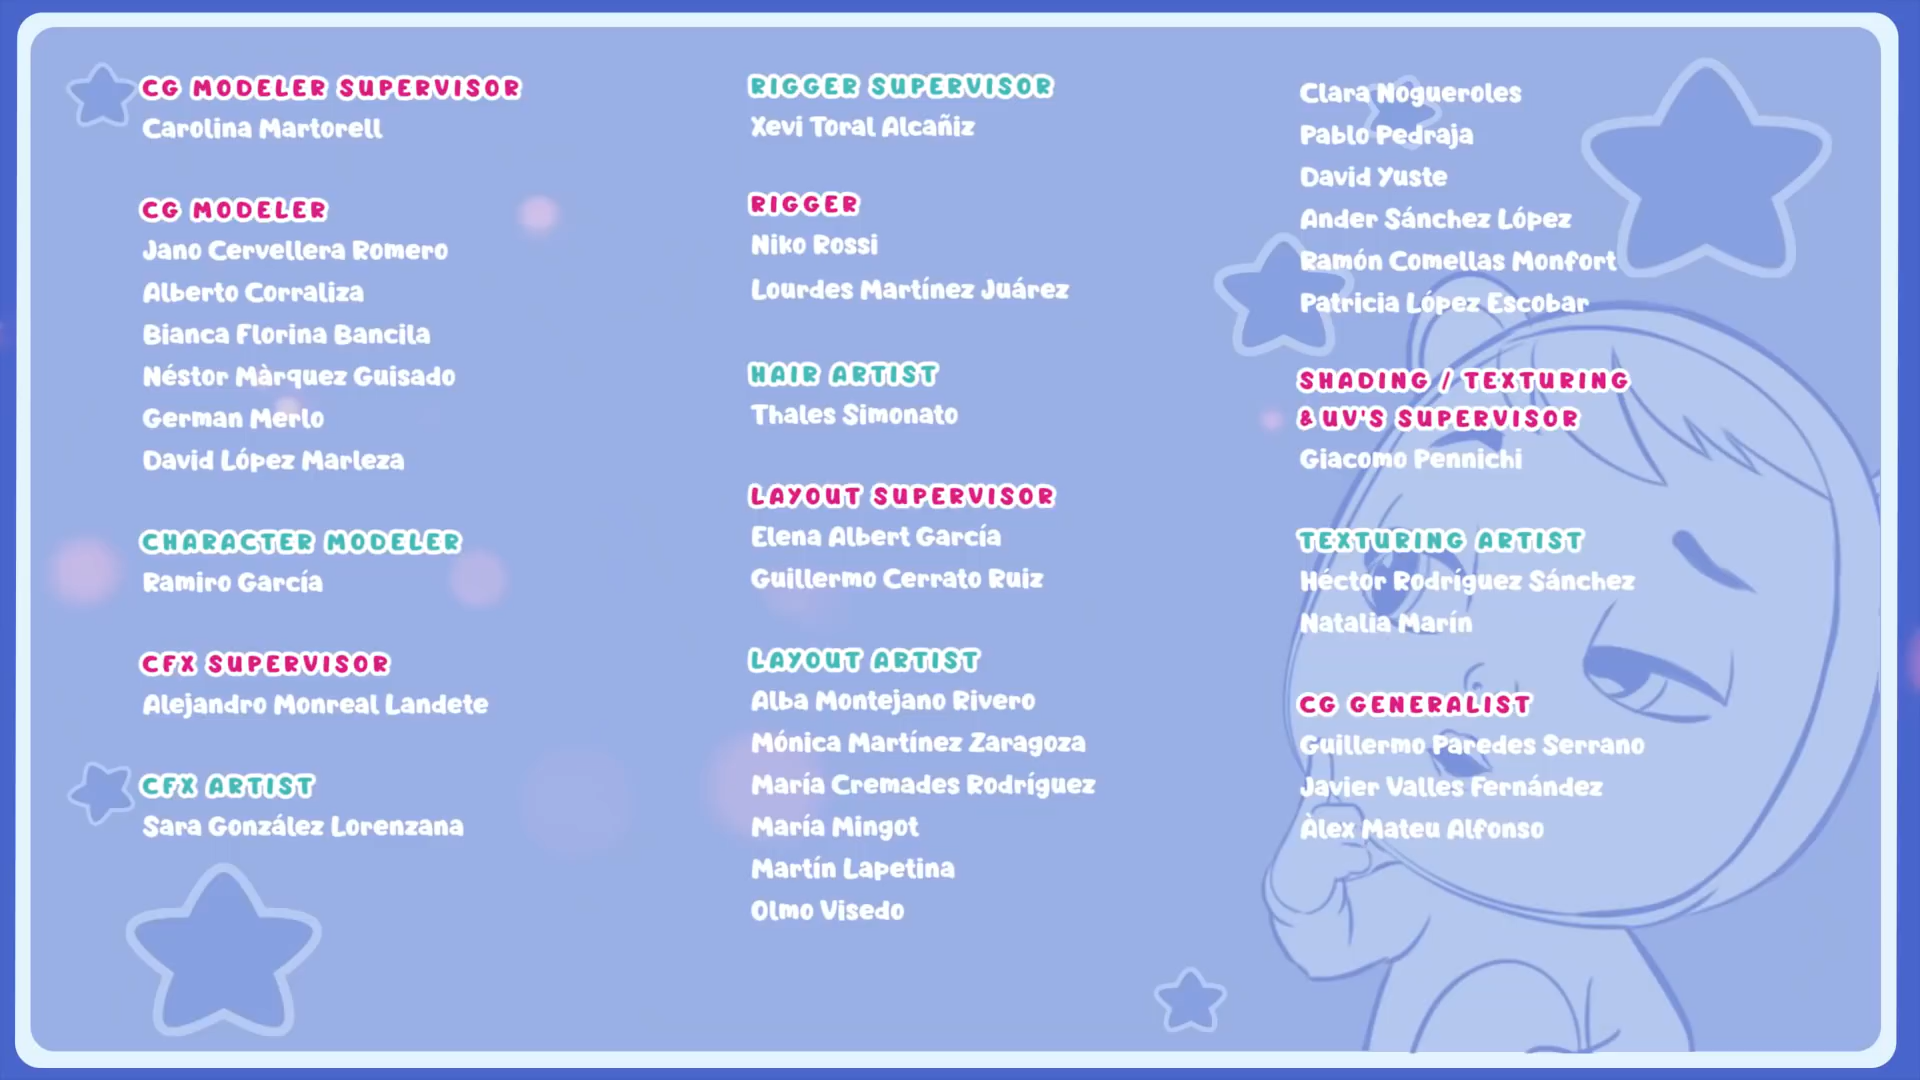 CG MODELER SUPERVISOR
Carolina Martorell
CG MODELER
Jano Cervellera Romero
Alberto Corraliza
Bianca Florina Bancila
Néstor Màrquez Guisado
German Merlo
David López Marleza
CHARACTER MODELER
Ramiro García
CFX SUPERVISOR
Alejandro Monreal Landete
CFX ARTIST
Sara González Lorenzana
RIGGER SUPERVISOR
Xevi Toral Alcañiz
RIGGER
Niko Rossi
Lourdes Martínez Juárez
HAIR ARTIST
Thales Simonato
LAYOUT SUPERVISOR
Elena Albert García
Guillermo Cerrato Ruiz
LAYOUT ARTIST
Alba Montejano Rivero
Mónica Martínez Zaragoza
María Cremades Rodríguez
María Mingot
Martín Lapetina
Olmo Visedo
Clara Nogueroles
Pablo Pedraja
David Yuste
Ander Sánchez López
Ramón Comellas Monfort
Patricia López Escobar
SHADING / TEXTURING
& UV'S SUPERVISOR
Giacomo Pennichi
TEXTURING ARTIST
Héctor Rodríguez Sánchez
Natalia Marín
CG GENERALIST
Guillermo Paredes Serrano
Javier Valles Fernández
Àlex Mateu Alfonso